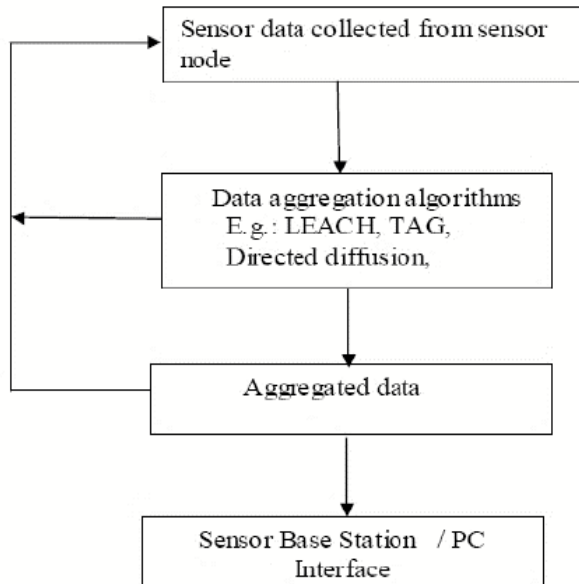 Sensor data collected from sensor
node
Data aggregation algorithms
E.g.: LEACH, TAG,
Directed diffusion,
Aggregated data
Sensor Base Station / PC
Interface